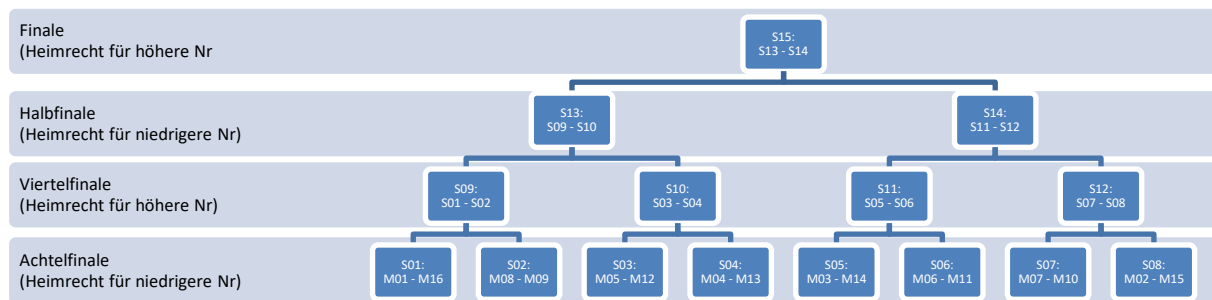 Finale
(Heimrecht für höhere Nr
S15:
S13 - S14
Halbfinale
(Heimrecht für niedrigere Nr)
S13:
S09 - S10
S14:
S11 - S12
Viertelfinale
(Heimrecht für höhere Nr)
S09:
S01 - S02
S10:
S03 - S04
S11:
S05 - S06
S12:
S07 - S08
Achtelfinale
(Heimrecht für niedrigere Nr)
S01:
M01 - M16
S02:
M08 - M09
S03:
M05 - M12
S04:
M04 - M13
S05:
M03 - M14
S06:
M06 - M11
S07:
M07 - M10
S08:
M02 - M15